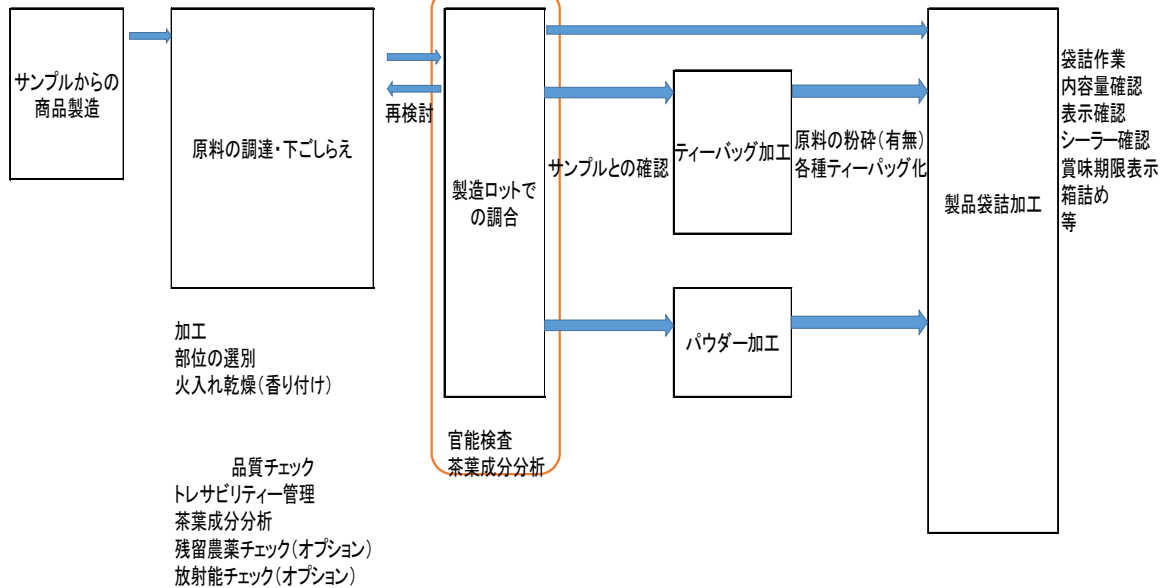 サンプルからの
商品製造
原料の調達・下ごしらえ
加工
部位の選別
火入れ乾燥(香り付け)
品質チェック
トレサビリティー管理
茶葉成分分析
残留農薬チェック(オプション)
放射能チェック(オプション)
再検討
製造ロットで
の調合
官能検査
茶葉成分分析
サンプルとの確認
ティーバッグ加工
パウダー加工
原料の粉砕(有無)
各種ティーパッグ化
製品袋詰加工
袋詰作業
内容量確認
表示確認
シーラー確認
賞味期限表示
箱詰め
等